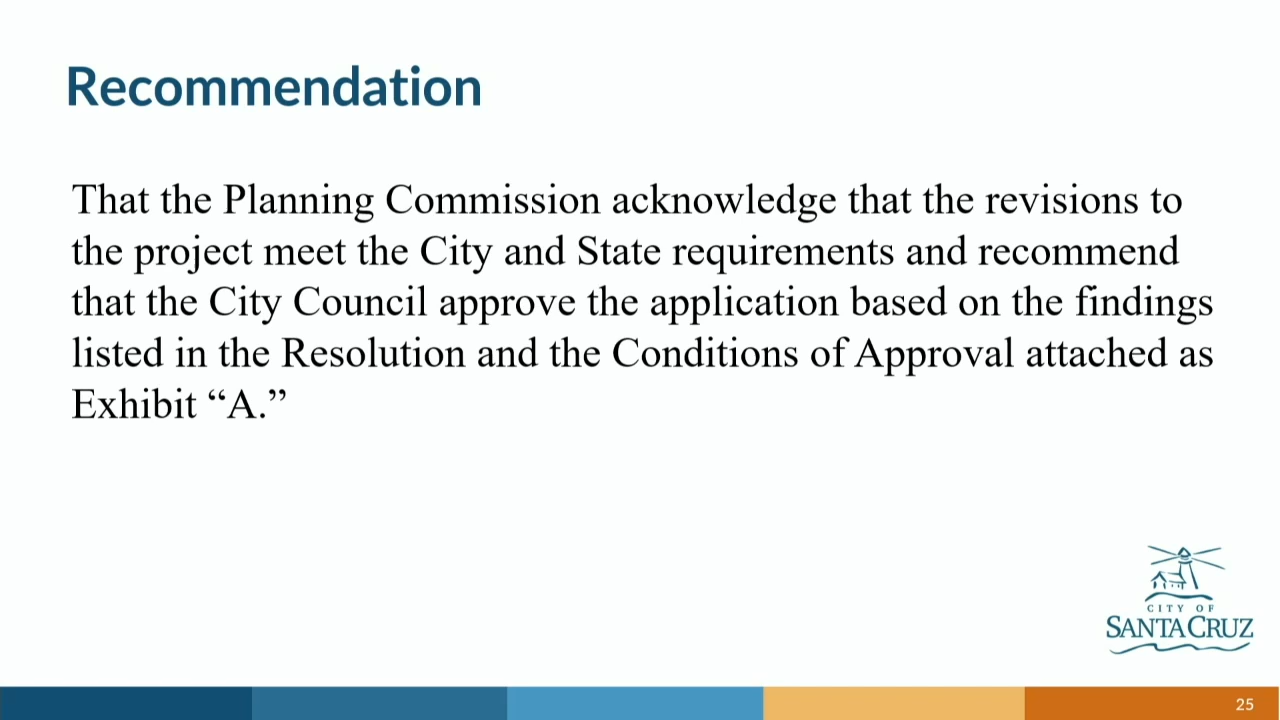 Recommendation
That the Planning Commission acknowledge that the revisions to
the project meet the City and State requirements and recommend
that the City Council approve the application based on the findings
listed in the Resolution and the Conditions of Approval attached as
Exhibit “A.”
CITY OF
SANTA CRUZ
25